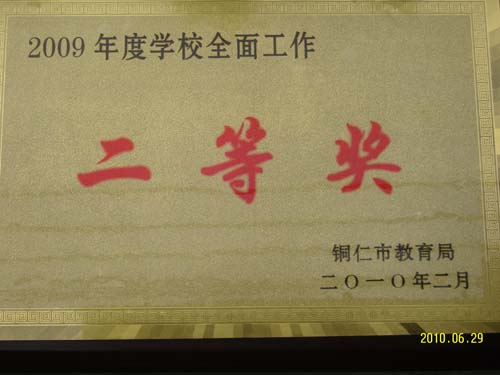 2009 年度学校全面工作
二等奖
铜仁市教育局
二〇一〇年二月
2010.06.29